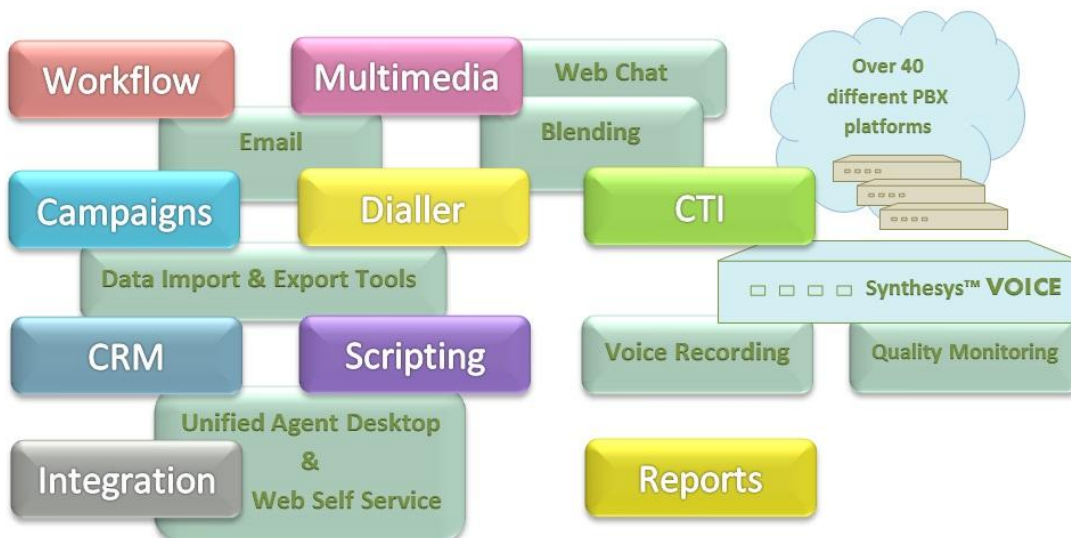 Workflow
Multimedia
Web Chat
Over 40
different PBX
platforms
Email
Blending
Campaigns
Dialler
CTI
Data Import & Export Tools
Synthesys™ VOICE
CRM
Scripting
Voice Recording
Quality Monitoring
Unified Agent Desktop
&
Web Self Service
Integration
Reports